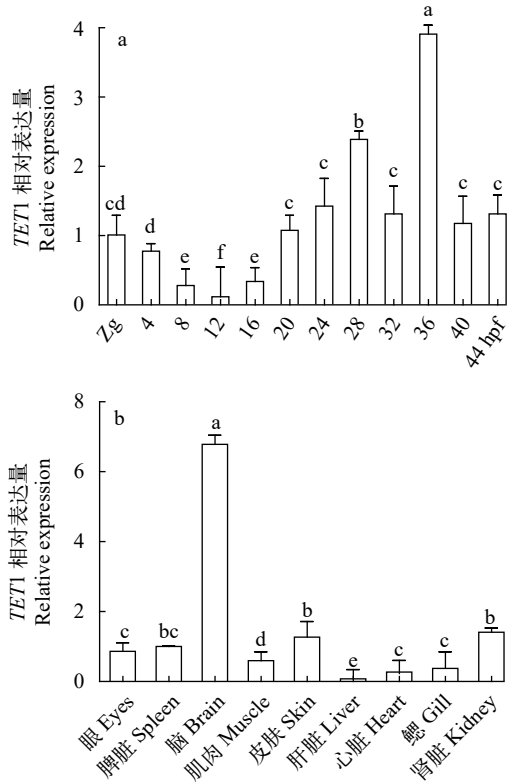 a
TET1 相对表达量
Relative expression
4
3
2
1
0
cd
d
e
f
e
c
c
b
c
a
c
c
Zg
4
8
12
16
20
24
28
32
36
40
44 hpf
b
TET1 相对表达量
Relative expression
8
6
4
2
0
c
bc
a
d
b
e
c
c
b
眼 Eyes
脾脏 Spleen
脑 Brain
肌肉 Muscle
皮肤 Skin
肝脏 Liver
心脏 Heart
鳃 Gill
肾脏 Kidney